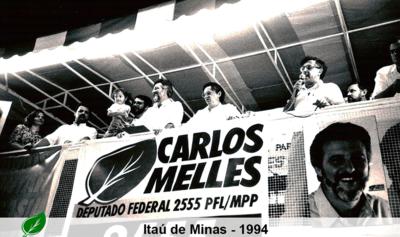 CARLOS
MELLES
DEPUTADO FEDERAL 2555 PFL/MPP
Itaú de Minas - 1994